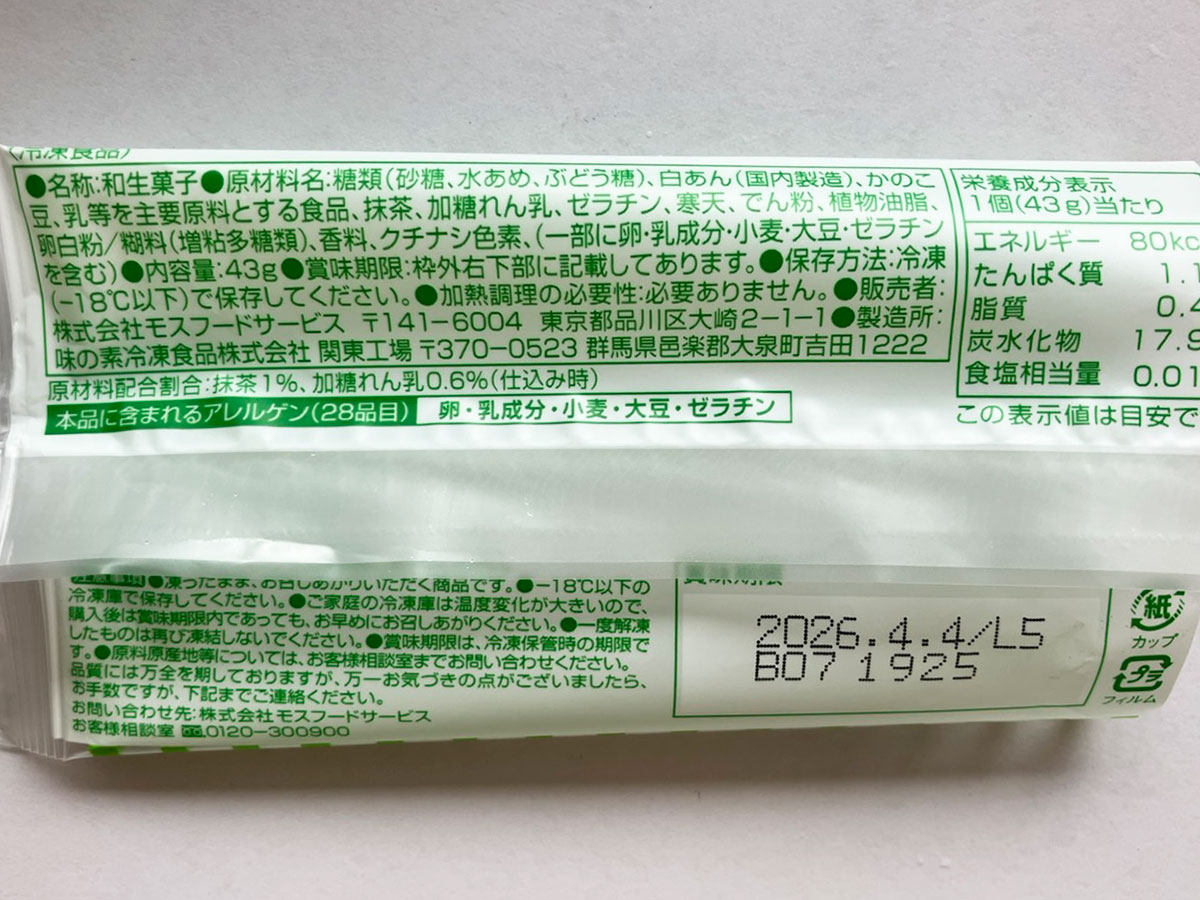 (冷凍食品)
●名称:和生菓子●原材料名:糖類(砂糖、水あめ、ぶどう糖)、白あん(国内製造)、かのこ
豆、乳等を主要原料とする食品、抹茶、加糖れん乳、ゼラチン、寒天、でん粉、植物油脂、
卵白粉/糊料(増粘多糖類)、香料、クチナシ色素、(一部に卵・乳成分・小麦・大豆・ゼラチン
を含む)●内容量:43g●賞味期限:枠外右下部に記載してあります。●保存方法:冷凍
(-18℃以下)で保存してください。●加熱調理の必要性:必要ありません。●販売者:
株式会社モスフードサービス 〒141-6004 東京都品川区大崎2-1-1●製造所:
味の素冷凍食品株式会社 関東工場 〒370-0523 群馬県邑楽郡大泉町吉田1222
原材料配合割合:抹茶1%、加糖れん乳0.6%(仕込み時)
本品に含まれるアレルゲン(28品目) 卵・乳成分・小麦・大豆・ゼラチン
栄養成分表示
1個(43g)当たり
エネルギー 80kc
たんぱく質 1.1
脂質 0.4
炭水化物 17.9
食塩相当量 0.01
この表示値は目安で
注意事項 ●凍ったまま、お召しあがりいただく商品です。●-18℃以下の
冷凍庫で保存してください。●ご家庭の冷凍庫は温度変化が大きいので、
購入後は賞味期限内であっても、お早めにお召しあがりください。●一度解凍
したものは再び凍結しないでください。●賞味期限は、冷凍保管時の期限で
す。●原料原産地等については、お客様相談室までお問い合わせください。
品質には万全を期しておりますが、万一お気づきの点がございましたら、
お手数ですが、下記までご連絡ください。
お問い合わせ先:株式会社モスフードサービス
お客様相談室 0120-300900
賞味期限
2026.4.4/L5
B07 1925
紙
カップ
プラ
フィルム